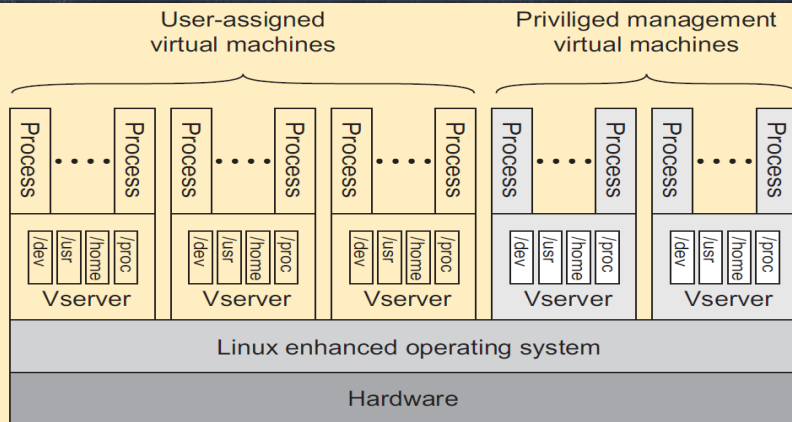 User-assigned
virtual machines
Priviliged management
virtual machines
Process
Process
Process
Process
Process
Process
Process
Process
Process
Process
/dev
/usr
/home
/proc
Vserver
/dev
/usr
/home
/proc
Vserver
/dev
/usr
/home
/proc
Vserver
/dev
/usr
/home
/proc
Vserver
/dev
/usr
/home
/proc
Vserver
Linux enhanced operating system
Hardware